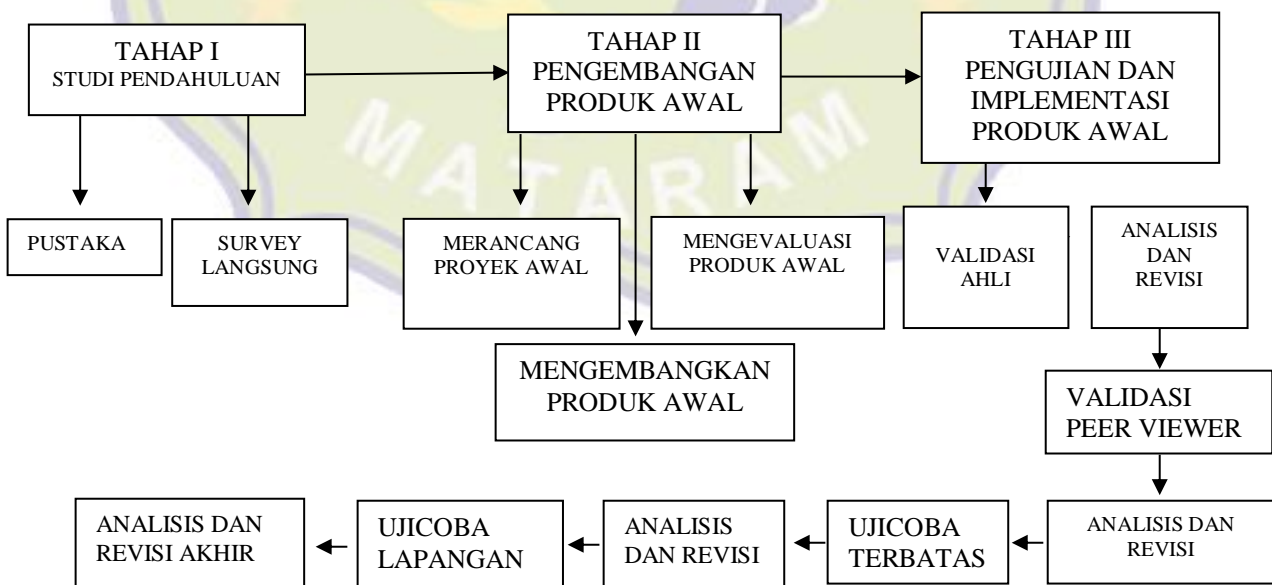 TAHAP I
STUDI PENDAHULUAN
TAHAP II
PENGEMBANGAN
PRODUK AWAL
TAHAP III
PENGUJIAN DAN
IMPLEMENTASI
PRODUK AWAL
MATARAM
PUSTAKA
SURVEY
LANGSUNG
MERANCANG
PROYEK AWAL
MENGEVALUASI
PRODUK AWAL
VALIDASI
AHLI
ANALISIS
DAN
REVISI
MENGEMBANGKAN
PRODUK AWAL
VALIDASI
PEER VIEWER
ANALISIS DAN
REVISI AKHIR
UJICOBA
LAPANGAN
ANALISIS
DAN REVISI
UJICOBA
TERBATAS
ANALISIS DAN
REVISI